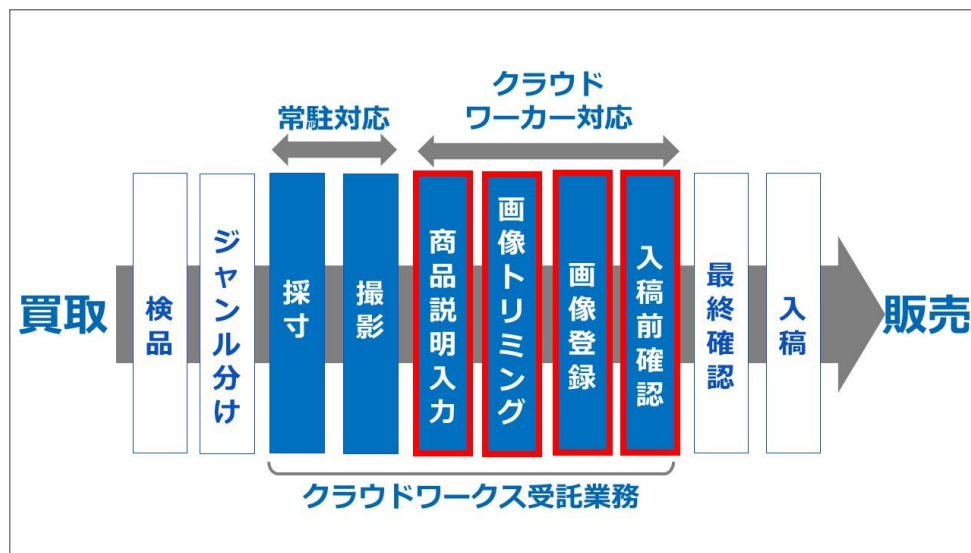 クラウド
ワーカー対応
常駐対応
買取
検品
ジャンル分け
採寸
撮影
商品説明入力
画像トリミング
画像登録
入稿前確認
最終確認
入稿
販売
クラウドワークス受託業務